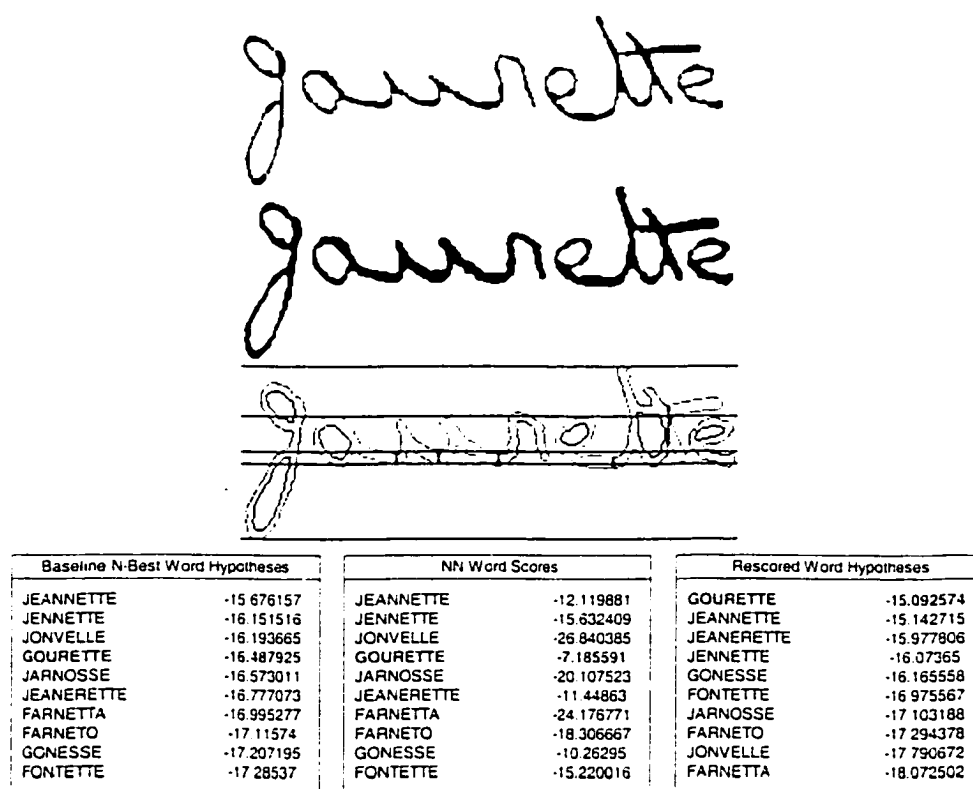 gaurette
gaurette
Baseline N-Best Word Hypotheses
JEANNETTE -15 676157
JENNETTE -16.151516
JONVELLE -16.193665
GOURETTE -16.487925
JARNOSSE -16.573011
JEANERETTE -16.777073
FARNETTA -16.995277
FARNETO -17.11574
GONESSE -17.207195
FONTETTE -17 28537
NN Word Scores
JEANNETTE -12.119881
JENNETTE -15.632409
JONVELLE -26.840385
GOURETTE -7.185591
JARNOSSE -20.107523
JEANERETTE -11.44863
FARNETTA -24.176771
FARNETO -18.306667
GONESSE -10.26295
FONTETTE -15.220016
Rescored Word Hypotheses
GOURETTE -15.092574
JEANNETTE -15.142715
JEANERETTE -15.977806
JENNETTE -16.07365
GONESSE -16.165558
FONTETTE -16 975567
JARNOSSE -17 103188
FARNETO -17 294378
JONVELLE -17 790672
FARNETTA -18.072502